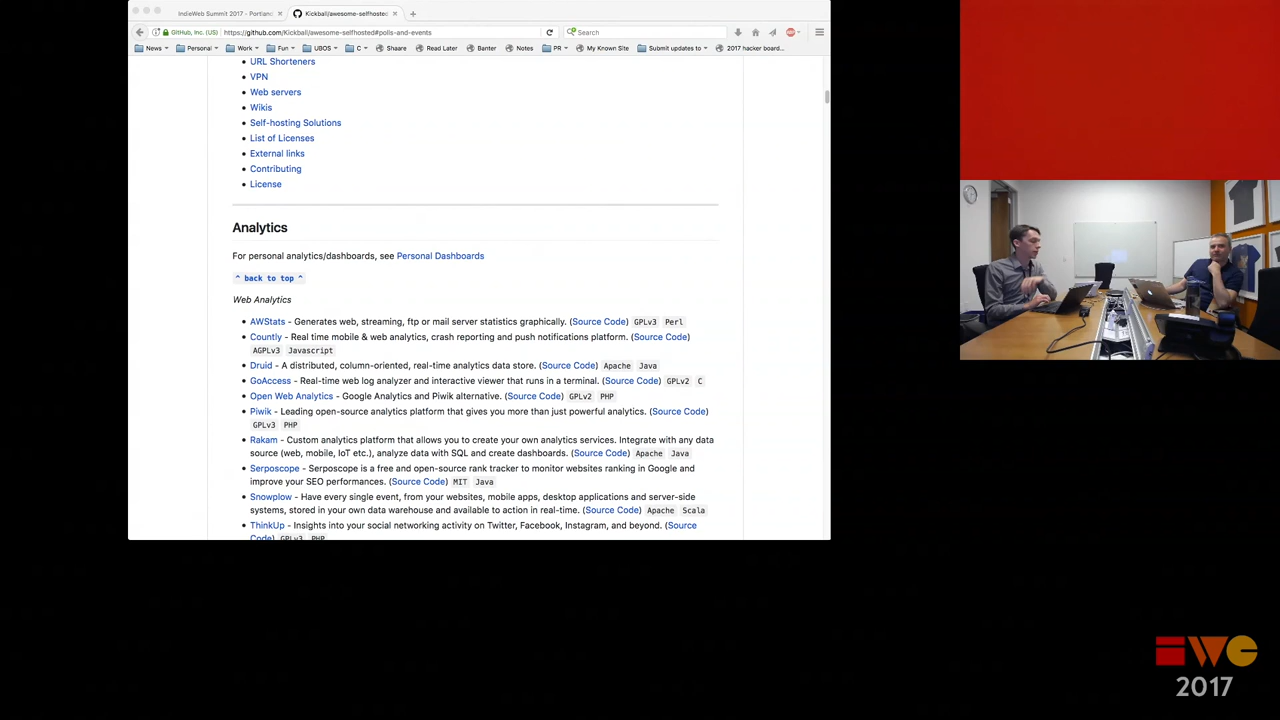 IndieWeb Summit 2017 - Portlan
Kickball/awesome-selfhosted
GitHub, Inc. (US)
https://github.com/Kickball/awesome-selfhosted#polls-and-events
Search
News
Personal
Work
Fun
UBOS
C
Shaare
Read Later
Banter
Notes
PR
My Known Site
Submit updates to
2017 hacker board...
• URL Shorteners
• VPN
• Web servers
• Wikis
• Self-hosting Solutions
• List of Licenses
• External links
• Contributing
• License
Analytics
For personal analytics/dashboards, see Personal Dashboards
^ back to top ^
Web Analytics
• AWStats - Generates web, streaming, ftp or mail server statistics graphically. (Source Code) GPLv3 Perl
• Countly - Real time mobile & web analytics, crash reporting and push notifications platform. (Source Code)
AGPLv3 Javascript
• Druid - A distributed, column-oriented, real-time analytics data store. (Source Code) Apache Java
• GoAccess - Real-time web log analyzer and interactive viewer that runs in a terminal. (Source Code) GPLv2 C
• Open Web Analytics - Google Analytics and Piwik alternative. (Source Code) GPLv2 PHP
• Piwik - Leading open-source analytics platform that gives you more than just powerful analytics. (Source Code)
GPLv3 PHP
• Rakam - Custom analytics platform that allows you to create your own analytics services. Integrate with any data
source (web, mobile, IoT etc.), analyze data with SQL and create dashboards. (Source Code) Apache Java
• Serposcope - Serposcope is a free and open-source rank tracker to monitor websites ranking in Google and
improve your SEO performances. (Source Code) MIT Java
• Snowplow - Have every single event, from your websites, mobile apps, desktop applications and server-side
systems, stored in your own data warehouse and available to action in real-time. (Source Code) Apache Scala
• ThinkUp - Insights into your social networking activity on Twitter, Facebook, Instagram, and beyond. (Source
Code) GPLv3 PHP
IWC
2017